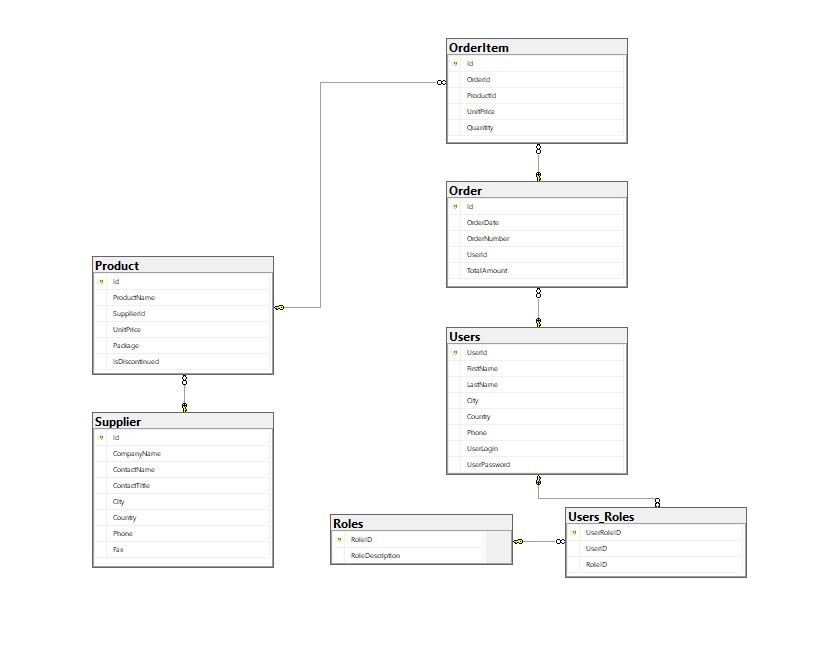 OrderItem
Id
OrderId
ProductId
UnitPrice
Quantity
Order
Id
OrderDate
OrderNumber
UserId
TotalAmount
Product
Id
ProductName
SupplierId
UnitPrice
Package
IsDiscontinued
Users
UserId
FirstName
LastName
City
Country
Phone
UserLogin
UserPassword
Supplier
Id
CompanyName
ContactName
ContactTitle
City
Country
Phone
Fax
Roles
RoleID
RoleDescription
Users_Roles
UserRoleID
UserID
RoleID